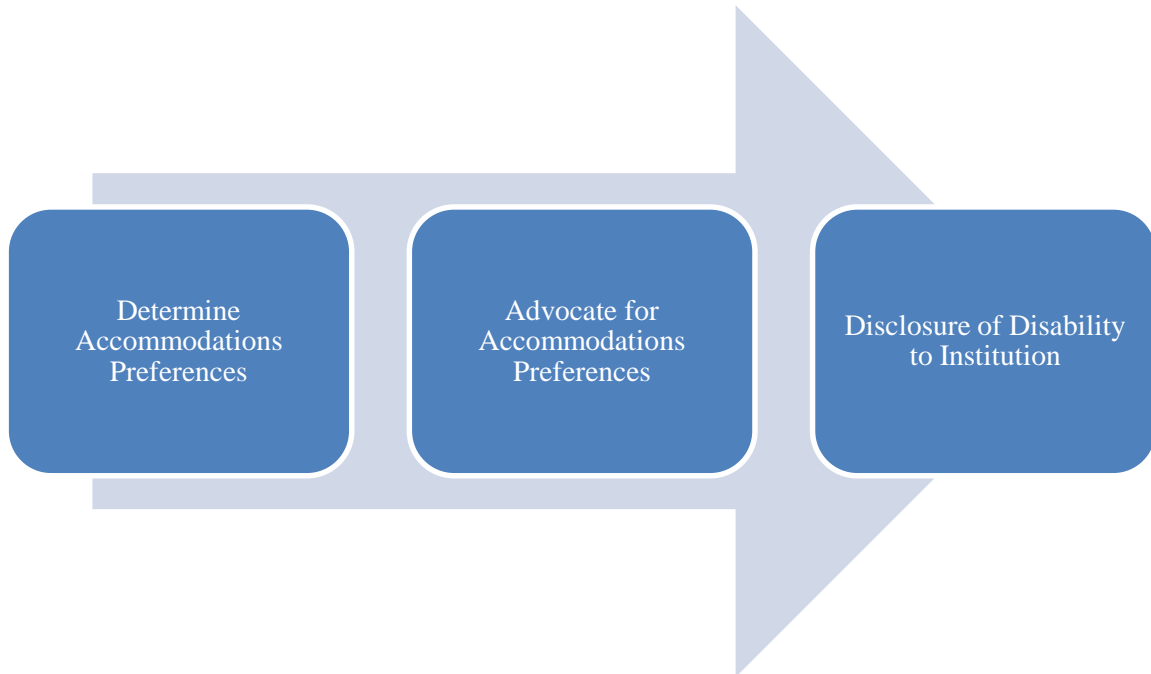 Determine
Accommodations
Preferences
Advocate for
Accommodations
Preferences
Disclosure of Disability
to Institution